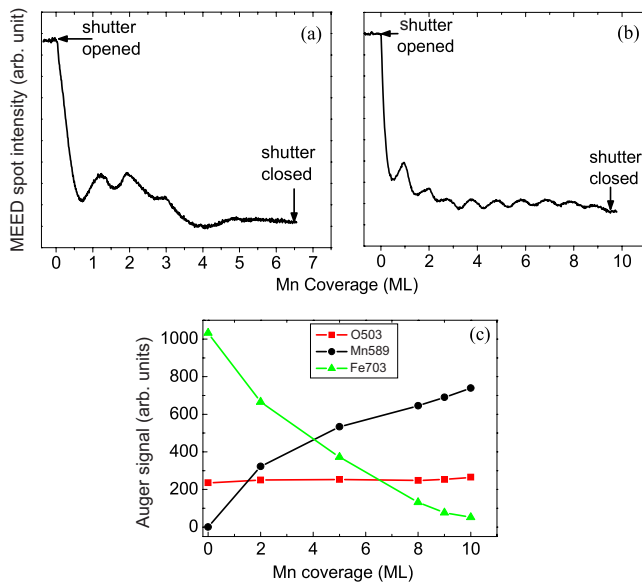 shutter
opened
(a)
shutter
closed
MEED spot intensity (arb. unit)
0 1 2 3 4 5 6 7
shutter
opened
(b)
shutter
closed
0 2 4 6 8 10
Mn Coverage (ML)
(c)
O503
Mn589
Fe703
1000
800
600
400
200
0
Auger signal (arb. units)
0 2 4 6 8 10
Mn coverage (ML)